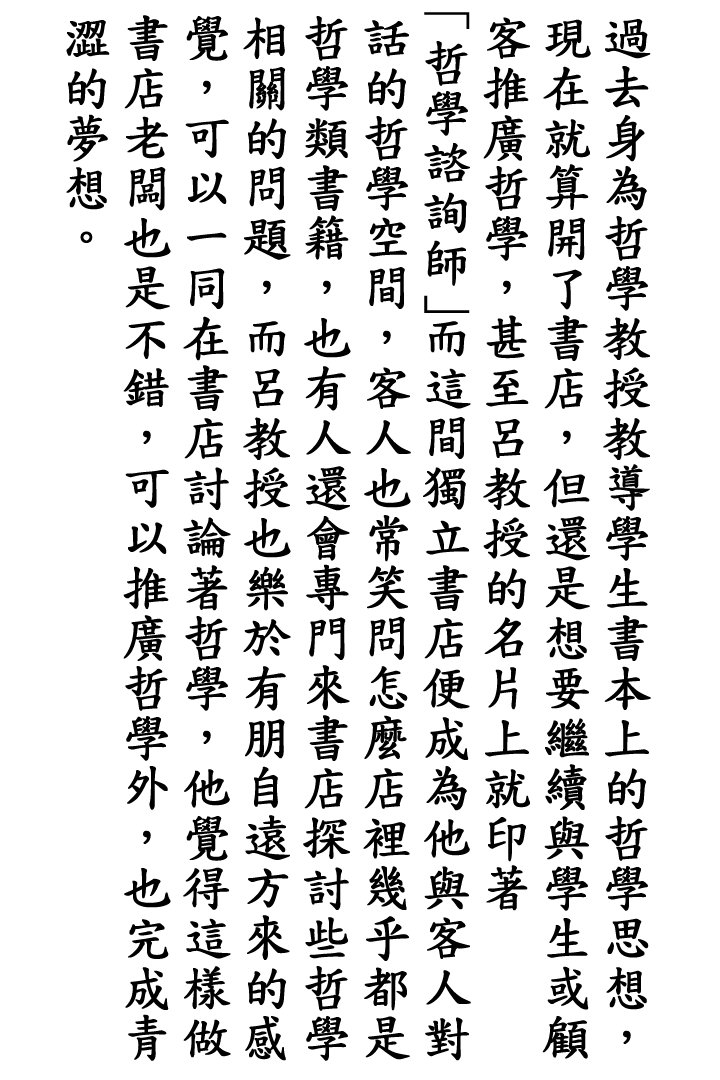 過去身為哲學教授教導學生書本上的哲學思想，
現在就算開了書店，但還是想要繼續與學生或顧
客推廣哲學，甚至呂教授的名片上就印著
「哲學諮詢師」而這間獨立書店便成為他與客人對
話的哲學空間，客人也常笑問怎麼店裡幾乎都是
哲學類書籍，也有人還會專門來書店探討些哲學
相關的問題，而呂教授也樂於有朋自遠方來的感
覺，可以一同在書店討論著哲學，他覺得這樣做
書店老闆也是不錯，可以推廣哲學外，也完成青
澀的夢想。